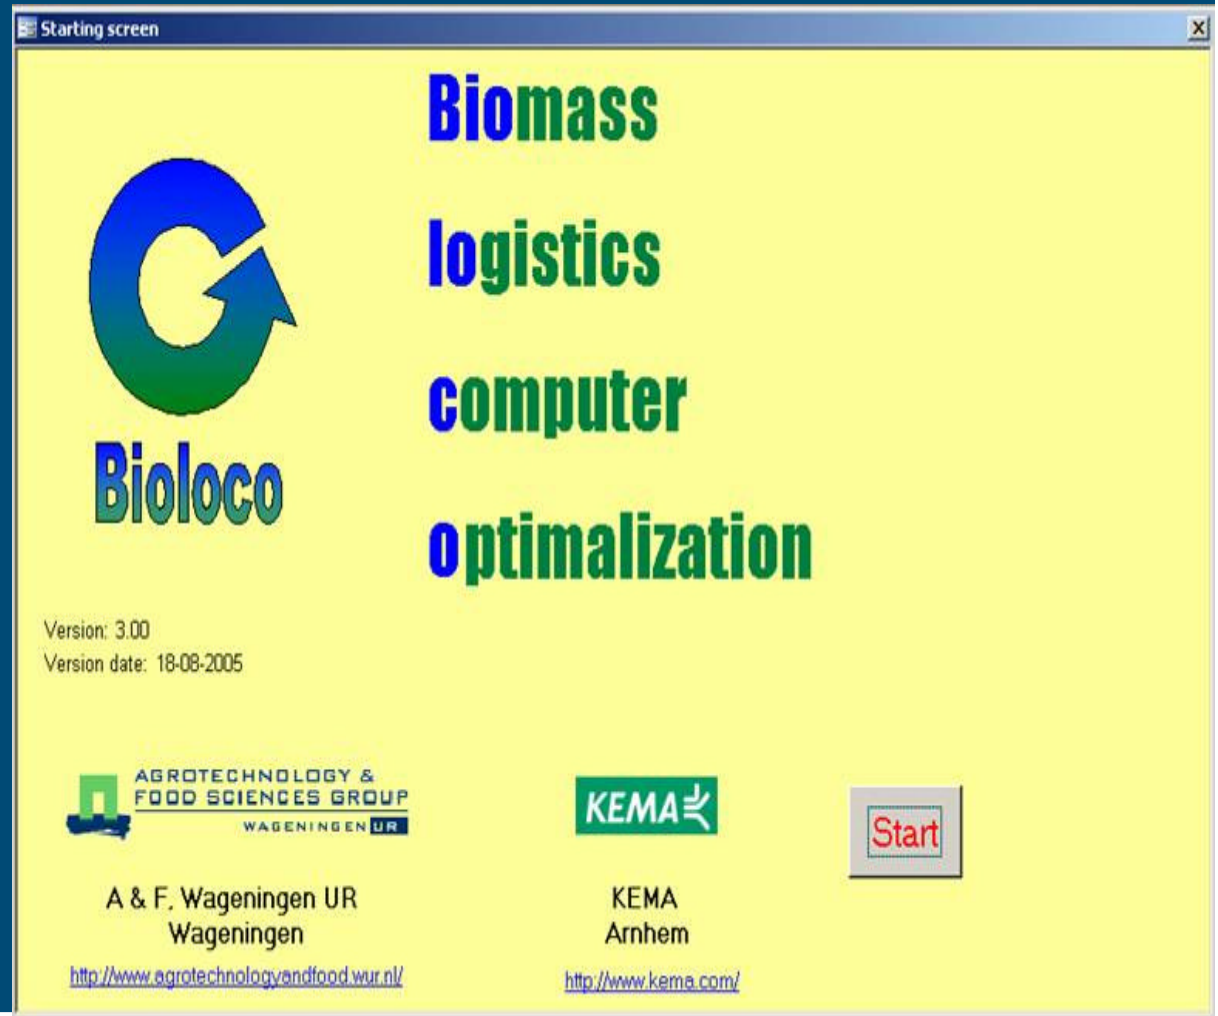 Starting screen
Biomass
logistics
computer
optimalization
Bioloco
Version: 3.00
Version date: 18-08-2005
AGROTECHNOLOGY &
FOOD SCIENCES GROUP
WAGENINGEN UR
KEMA
Start
A & F, Wageningen UR
Wageningen
http://www.agrotechnologyandfood.wur.nl/
KEMA
Arnhem
http://www.kema.com/